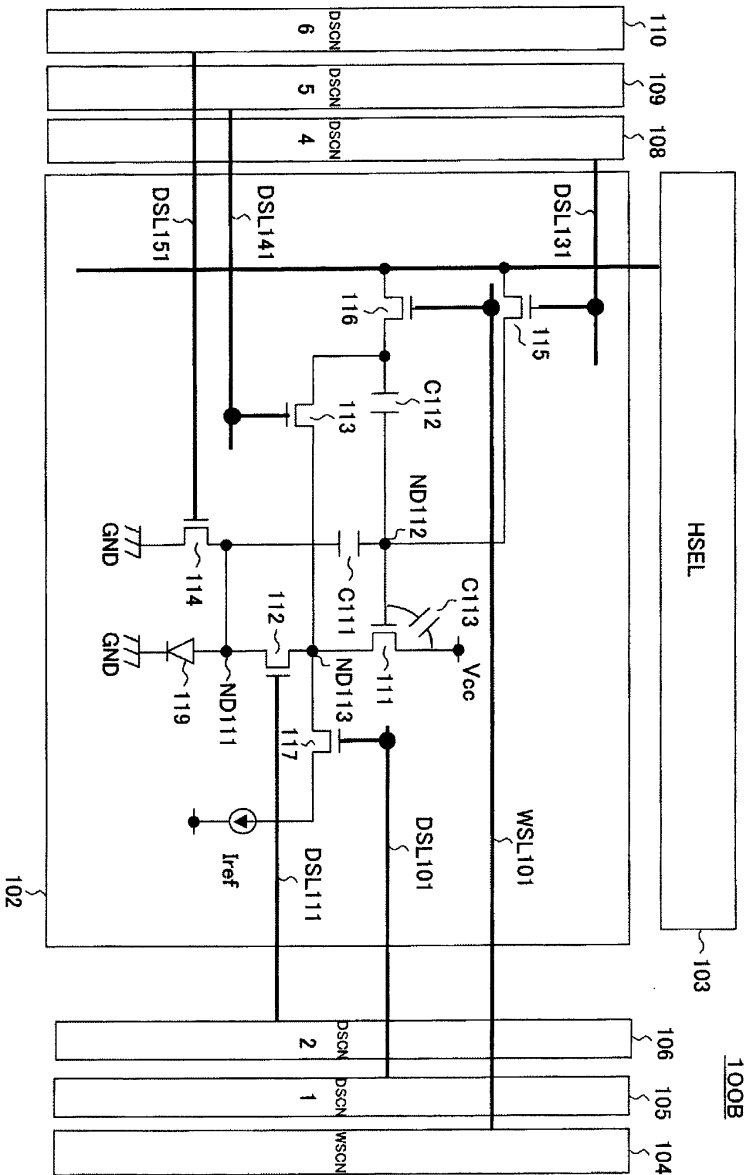 100B
103
HSEL
110
109
108
106
105
104
DSCN
6
DSCN
5
DSCN
4
DSCN
2
DSCN
1
WSCN
DSL131
DSL141
DSL151
115
116
WSL101
C112
113
ND112
C113
111
Vcc
C111
112
ND113
117
DSL101
114
GND
119
GND
ND111
Iref
DSL111
102